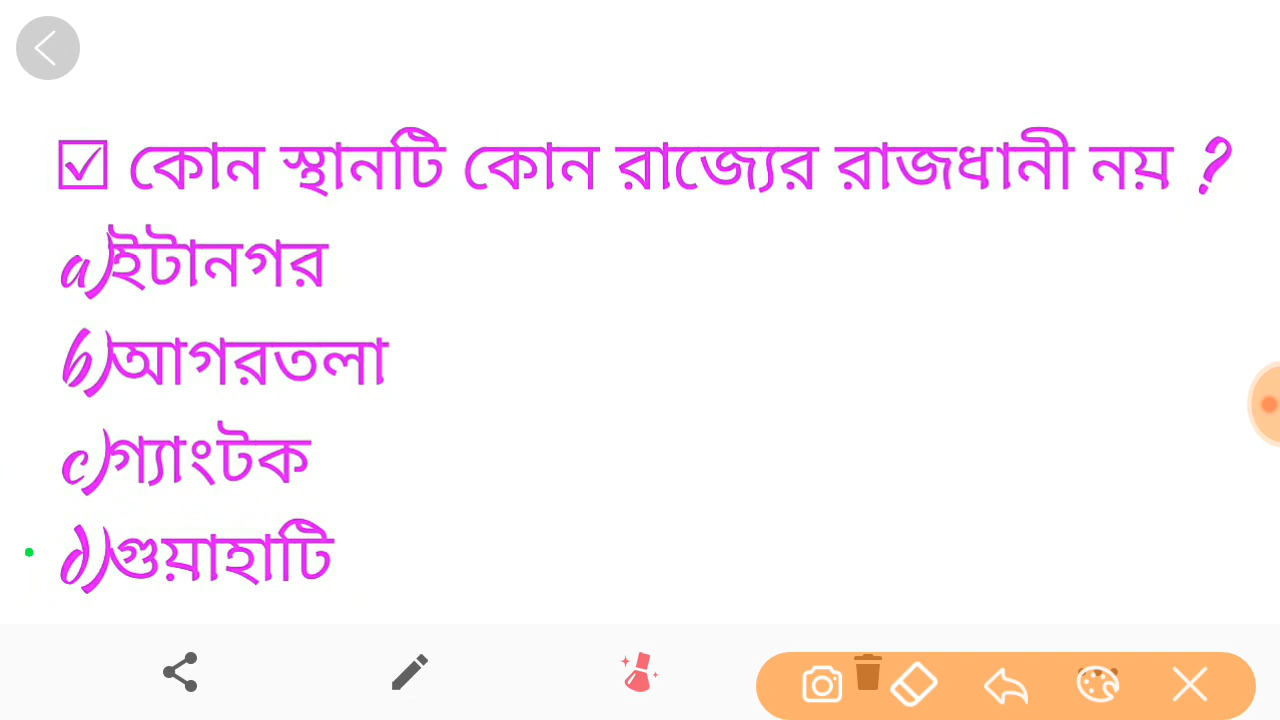 ☑ কোন স্থানটি কোন রাজ্যের রাজধানী নয় ?
a)ইটানগর
b)আগরতলা
c)গ্যাংটক
d)গুয়াহাটি